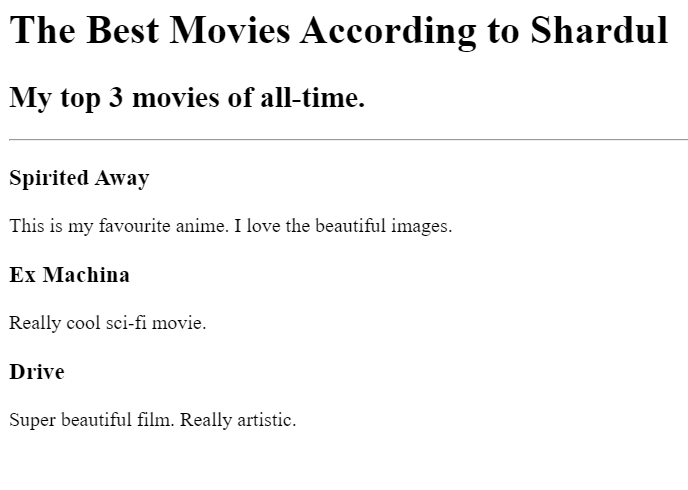 The Best Movies According to Shardul
My top 3 movies of all-time.
Spirited Away
This is my favourite anime. I love the beautiful images.
Ex Machina
Really cool sci-fi movie.
Drive
Super beautiful film. Really artistic.